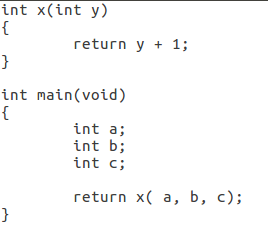 int x(int y)
{
        return y + 1;
}

int main(void)
{
        int a;
        int b;
        int c;

        return x( a, b, c);
}